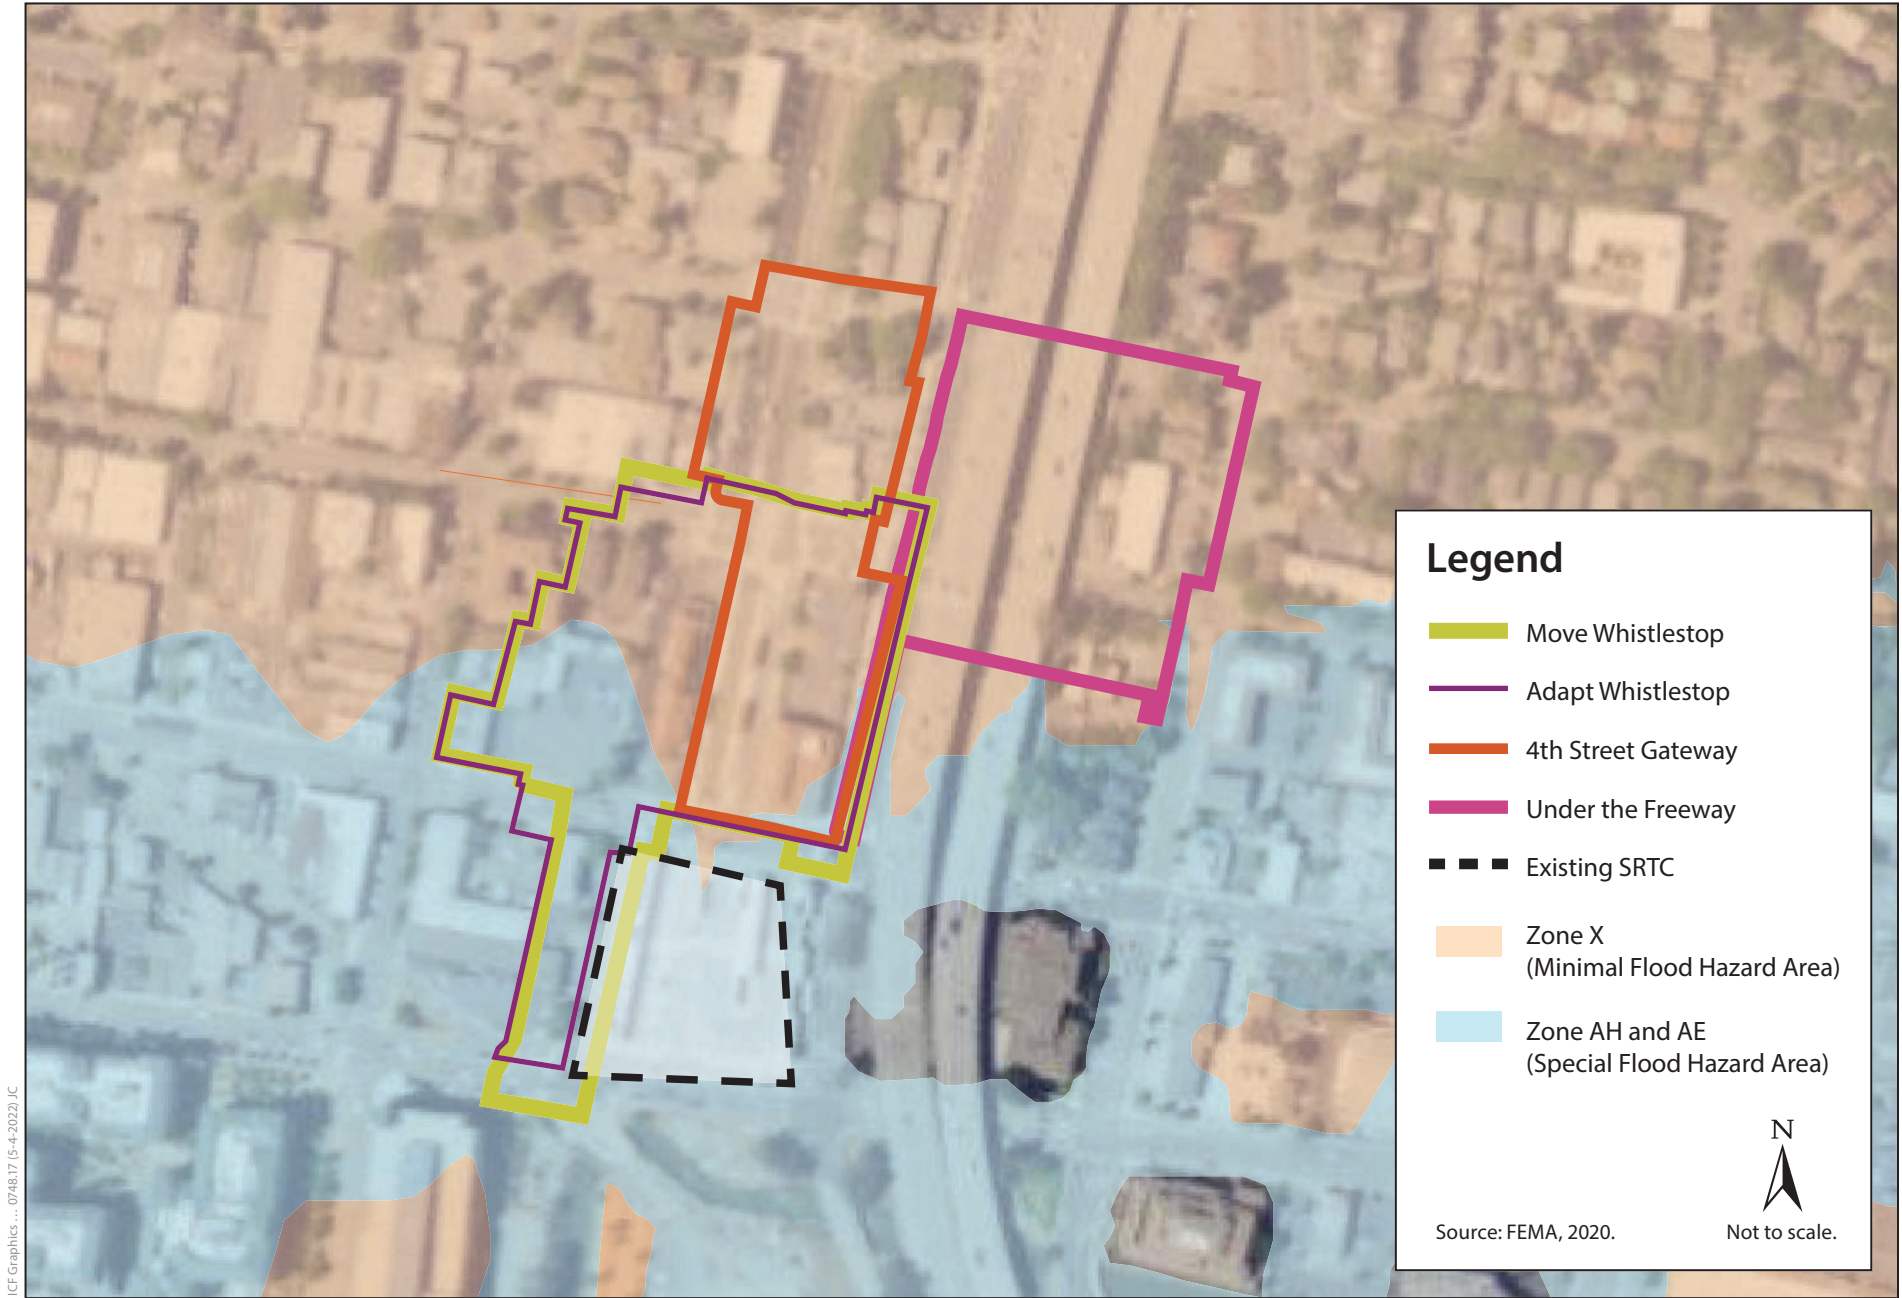 Legend
Move Whistlestop
Adapt Whistlestop
4th Street Gateway
Under the Freeway
Existing SRTC
Zone X
(Minimal Flood Hazard Area)
Zone AH and AE
(Special Flood Hazard Area)
N
Source: FEMA, 2020.
Not to scale.
ICF Graphics … 0748.17 (5-4-2022) JC